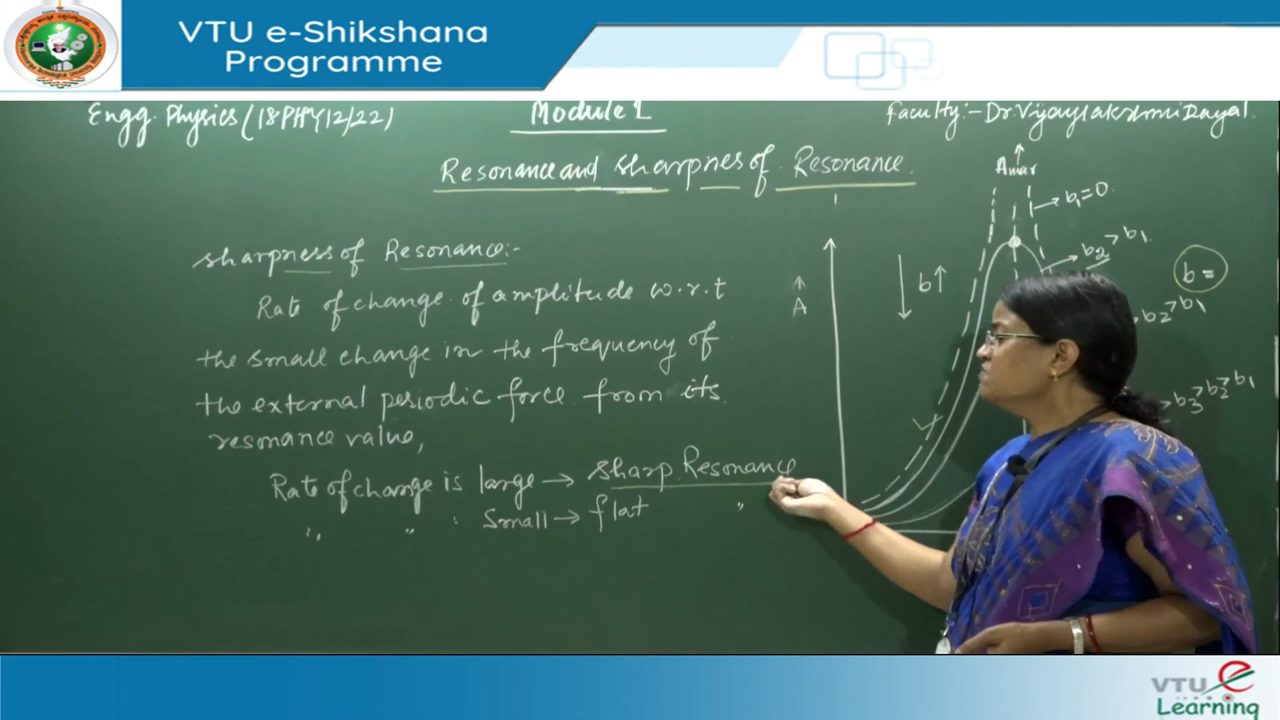 VTU e-Shikshana
Programme
Engg. Physics (18PHY12/22)
Module 1
Faculty:- Dr. Vijaylakshmi Dayal.
Resonance and sharpnes of Resonance.
sharpness of Resonance:-
Rate of change of amplitude w.r.t
the small change in the frequency of
the external periodic force from its
resonance value,
Rate of change is large → sharp Resonance
" " " small → flat "
Amax
b1=0.
b2>b1.
b=
b↑
A
b2>b1
>b3>b2>b1
VTU
Learning